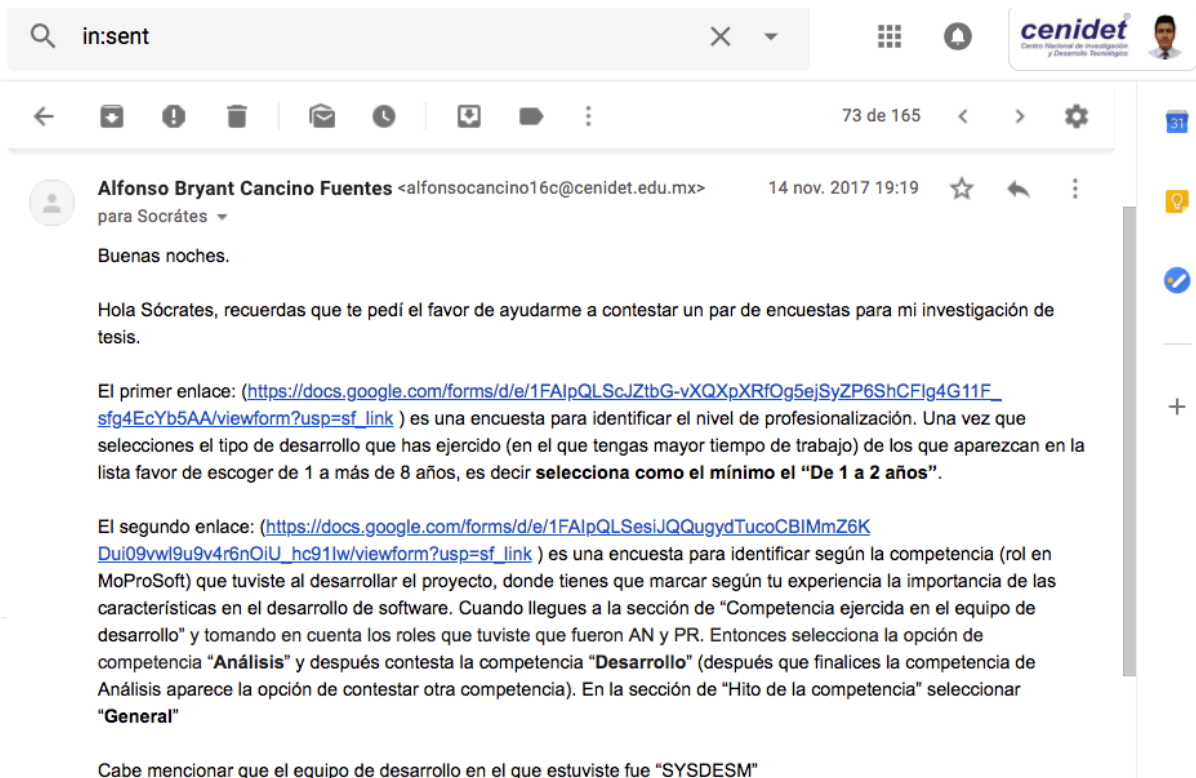 in:sent
cenidet
Centro Nacional de Investigación
y Desarrollo Tecnológico
73 de 165
31
Alfonso Bryant Cancino Fuentes <alfonsocancino16c@cenidet.edu.mx>
14 nov. 2017 19:19
para Socrátes
Buenas noches.
Hola Sócrates, recuerdas que te pedí el favor de ayudarme a contestar un par de encuestas para mi investigación de
tesis.
El primer enlace: (https://docs.google.com/forms/d/e/1FAIpQLScJZtbG-vXQXpXRfOg5ejSyZP6ShCFIg4G11F_
sfg4EcYb5AA/viewform?usp=sf_link ) es una encuesta para identificar el nivel de profesionalización. Una vez que
selecciones el tipo de desarrollo que has ejercido (en el que tengas mayor tiempo de trabajo) de los que aparezcan en la
lista favor de escoger de 1 a más de 8 años, es decir selecciona como el mínimo el “De 1 a 2 años”.
El segundo enlace: (https://docs.google.com/forms/d/e/1FAIpQLSesiJQQugydTucoCBIMmZ6K
Dui09vwl9u9v4r6nOiU_hc91Iw/viewform?usp=sf_link ) es una encuesta para identificar según la competencia (rol en
MoProSoft) que tuviste al desarrollar el proyecto, donde tienes que marcar según tu experiencia la importancia de las
características en el desarrollo de software. Cuando llegues a la sección de “Competencia ejercida en el equipo de
desarrollo” y tomando en cuenta los roles que tuviste que fueron AN y PR. Entonces selecciona la opción de
competencia “Análisis” y después contesta la competencia “Desarrollo” (después que finalices la competencia de
Análisis aparece la opción de contestar otra competencia). En la sección de “Hito de la competencia” seleccionar
“General”
Cabe mencionar que el equipo de desarrollo en el que estuviste fue “SYSDESM”